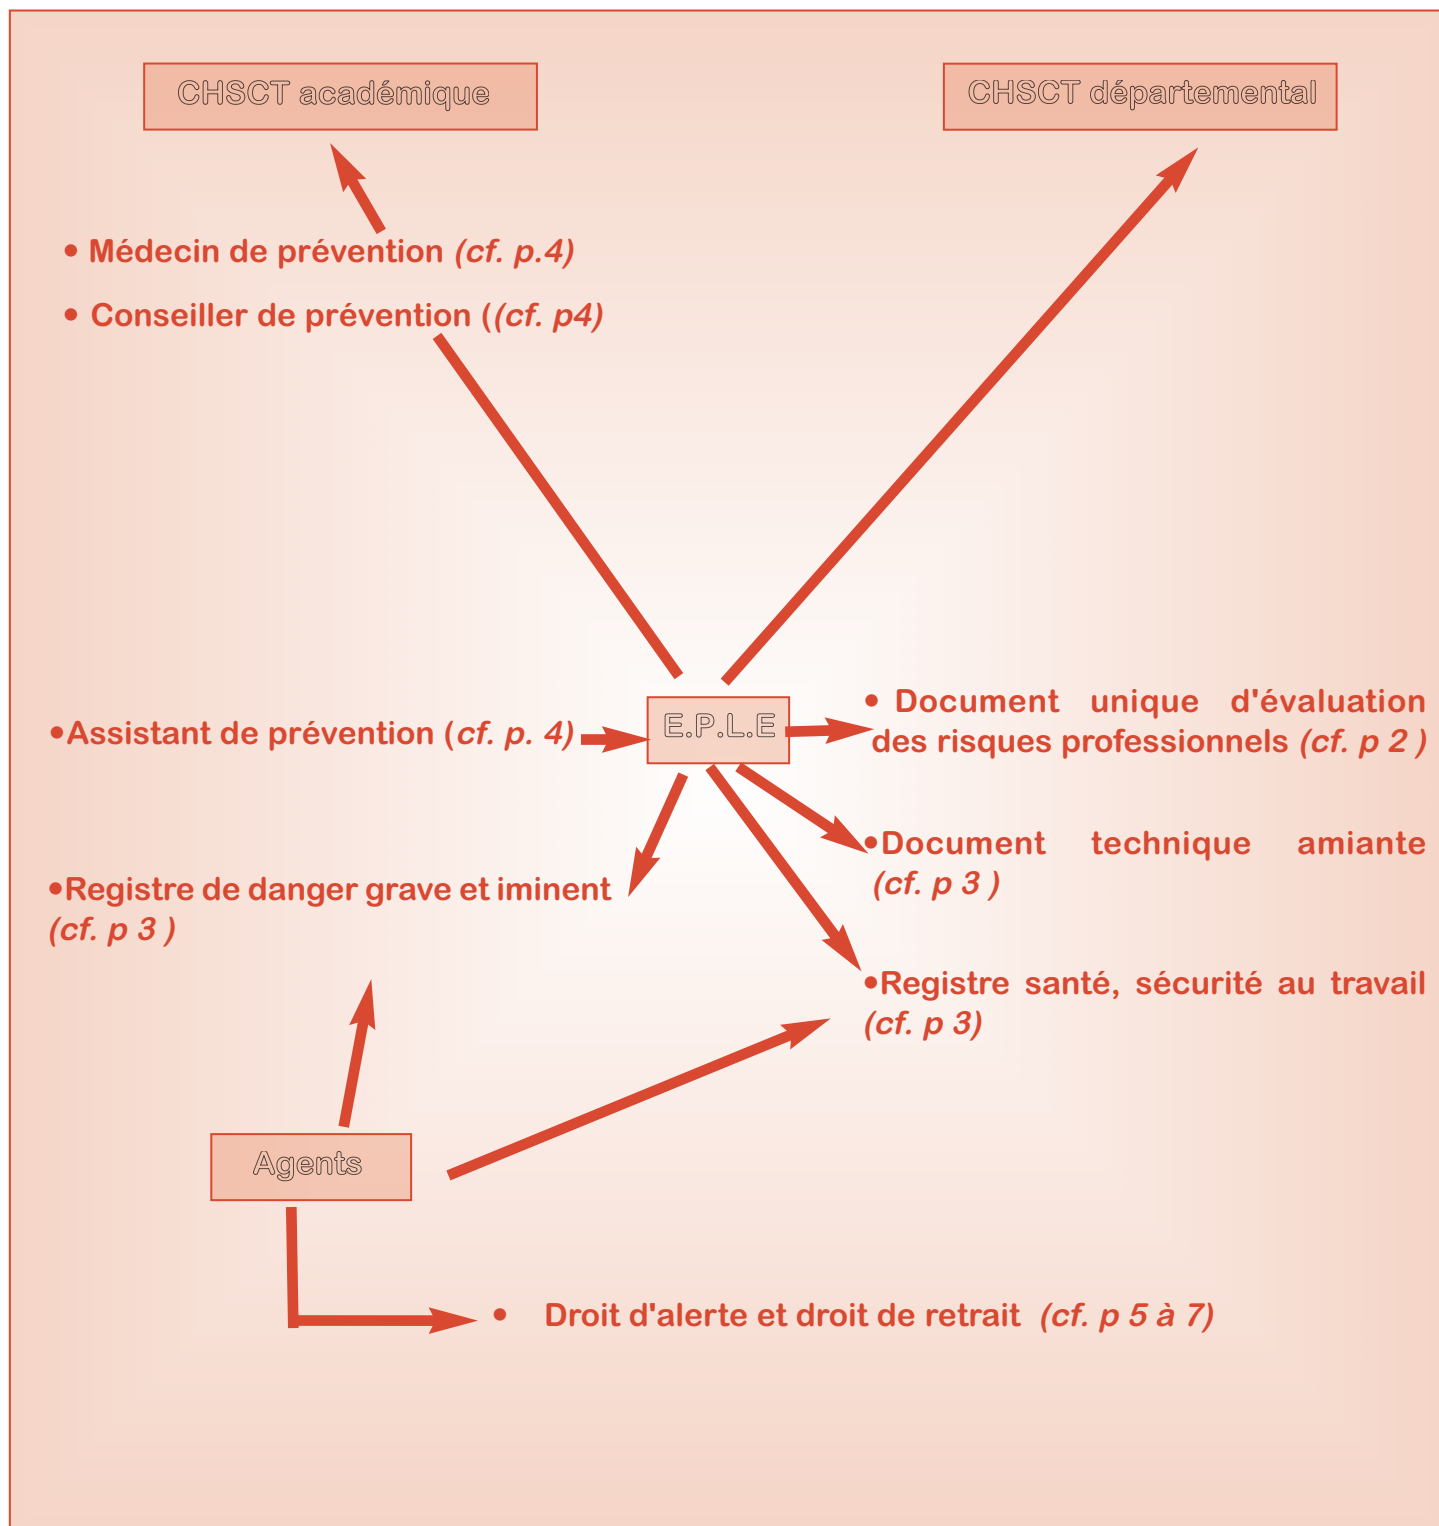 CHSCT académique
CHSCT départemental
• Médecin de prévention (cf. p.4)
• Conseiller de prévention ((cf. p4)
•Assistant de prévention (cf. p. 4)
E.P.L.E
• Document unique d'évaluation
des risques professionnels (cf. p 2 )
•Document technique amiante
(cf. p 3 )
•Registre de danger grave et iminent
(cf. p 3 )
•Registre santé, sécurité au travail
(cf. p 3)
Agents
• Droit d'alerte et droit de retrait (cf. p 5 à 7)